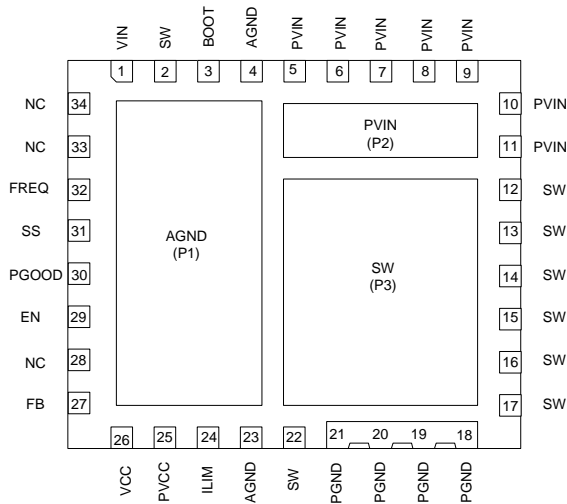 VIN SW BOOT AGND PVIN PVIN PVIN PVIN PVIN
1 2 3 4 5 6 7 8 9
NC 34
NC 33
FREQ 32
SS 31
PGOOD 30
EN 29
NC 28
FB 27
AGND
(P1)
PVIN
(P2)
SW
(P3)
10 PVIN
11 PVIN
12 SW
13 SW
14 SW
15 SW
16 SW
17 SW
26 25 24 23 22 21 20 19 18
VCC PVCC ILIM AGND SW PGND PGND PGND PGND